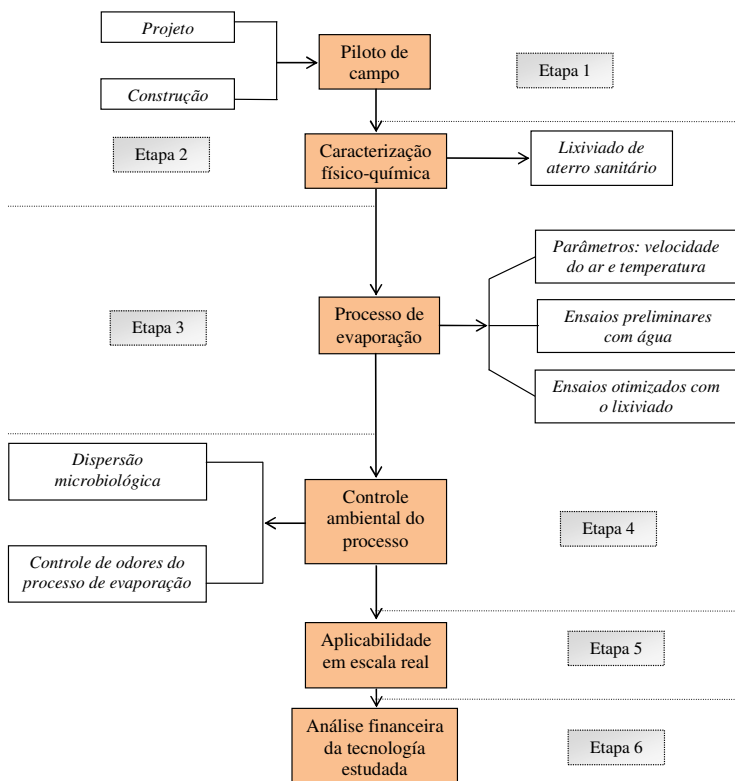 Projeto
Piloto de
campo
Etapa 1
Construção
Etapa 2
Caracterização
físico-química
Lixiviado de
aterro sanitário
Parâmetros: velocidade
do ar e temperatura
Etapa 3
Processo de
evaporação
Ensaios preliminares
com água
Ensaios otimizados com
o lixiviado
Dispersão
microbiológica
Controle
ambiental do
processo
Etapa 4
Controle de odores do
processo de evaporação
Aplicabilidade
em escala real
Etapa 5
Análise financeira
da tecnología
estudada
Etapa 6